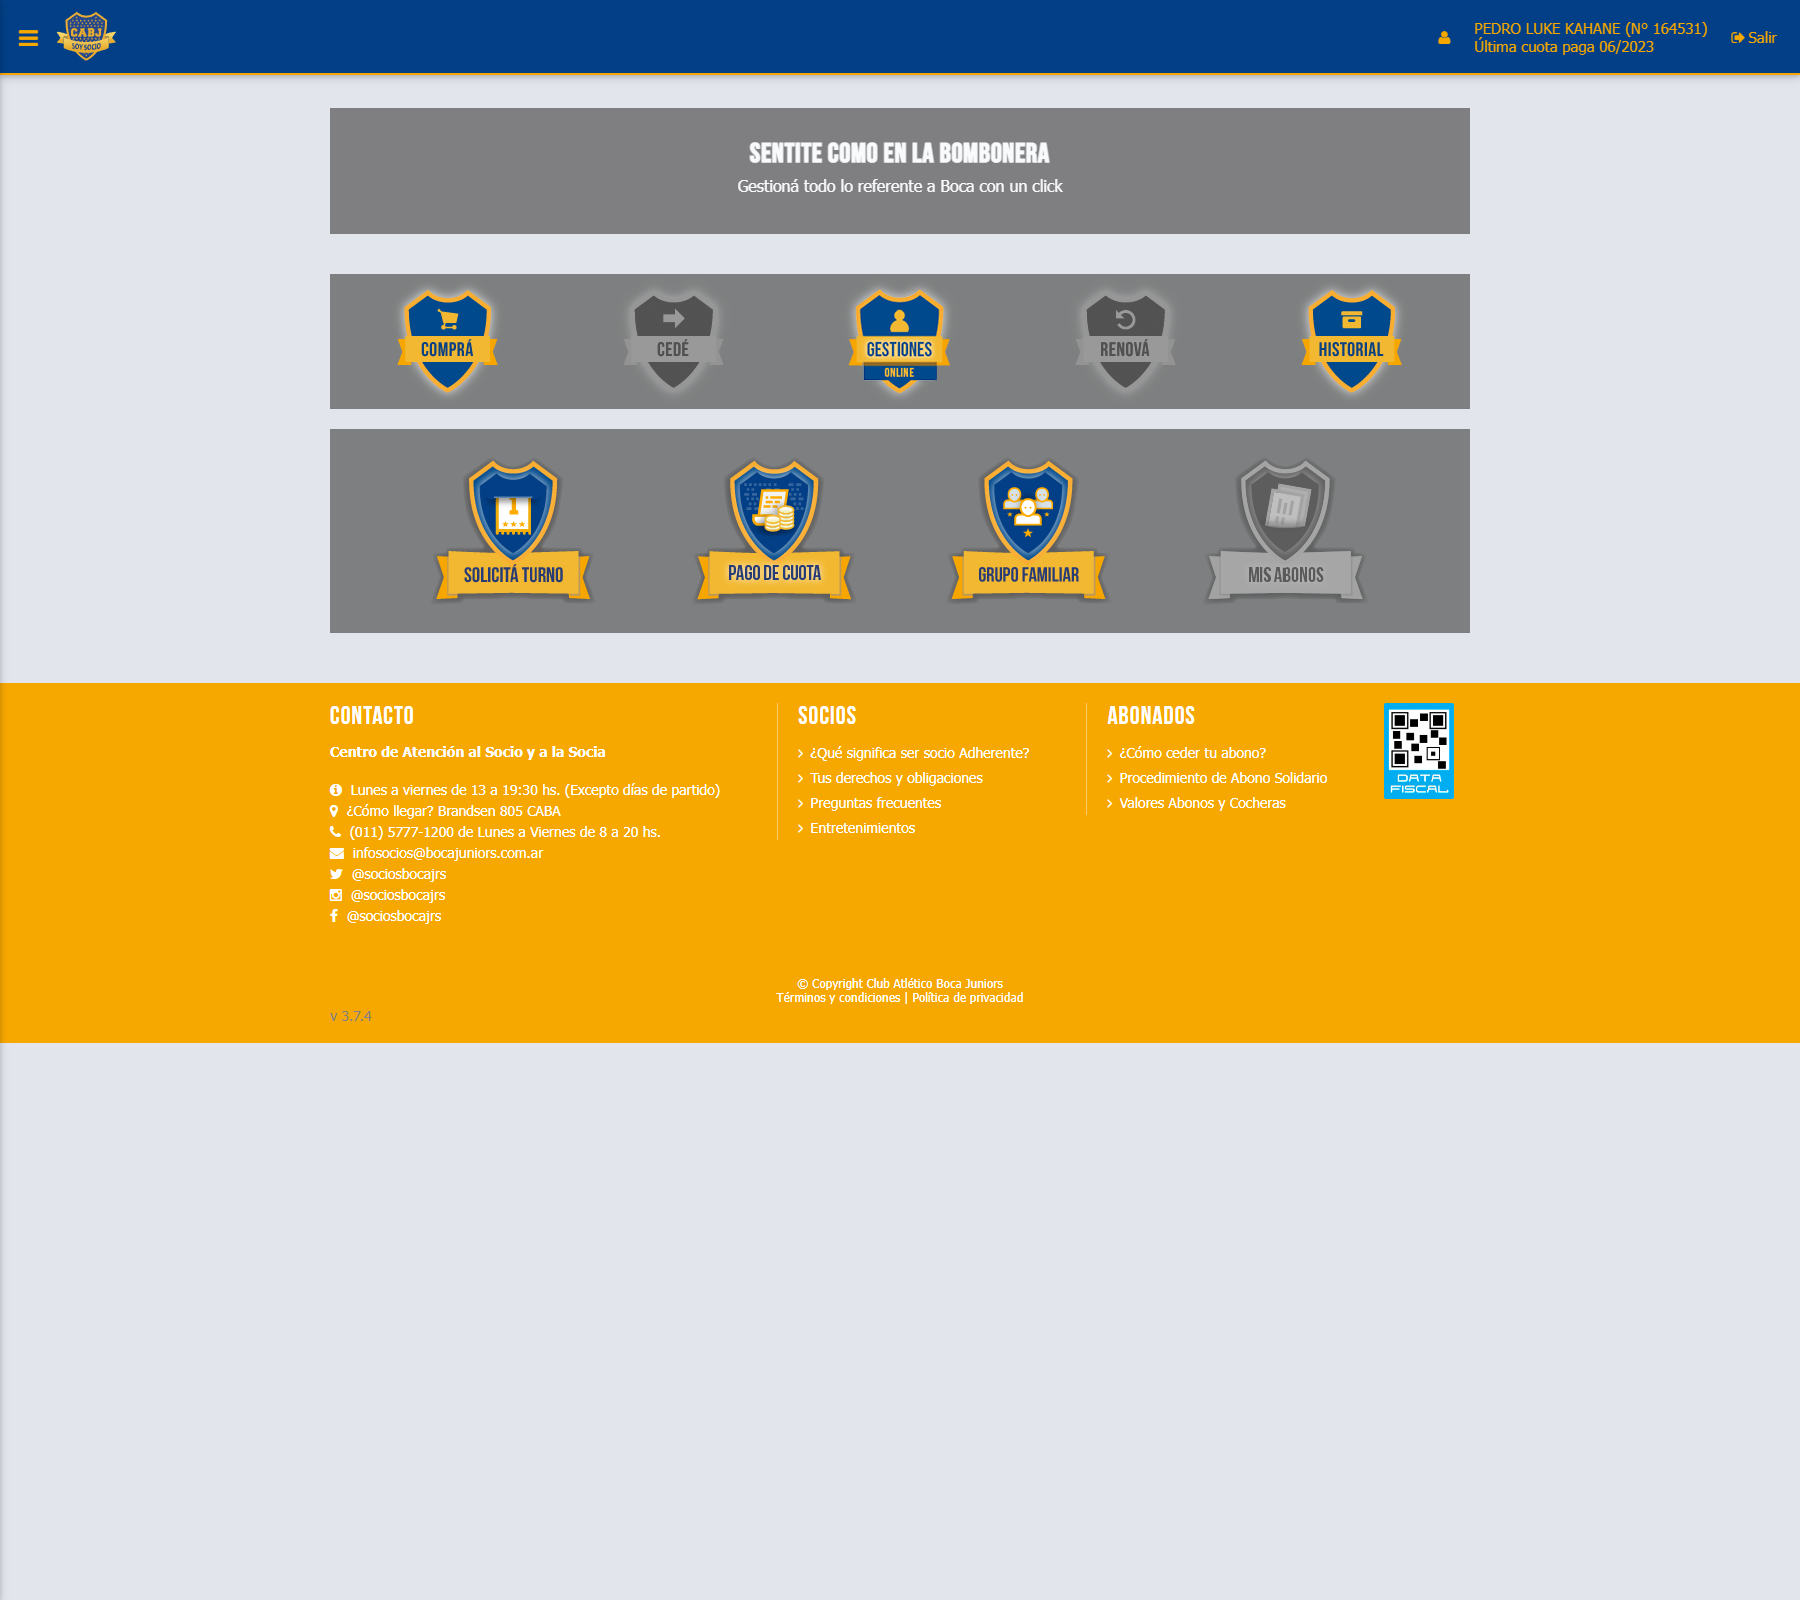 CABJ
SOY SOCIO
PEDRO LUKE KAHANE (Nº 164531)
Última cuota paga 06/2023
Salir
SENTITE COMO EN LA BOMBONERA
Gestioná todo lo referente a Boca con un click
COMPRÁ
CEDÉ
GESTIONES
ONLINE
RENOVÁ
HISTORIAL
1
SOLICITÁ TURNO
PAGO DE CUOTA
GRUPO FAMILIAR
MIS ABONOS
CONTACTO
Centro de Atención al Socio y a la Socia
Lunes a viernes de 13 a 19:30 hs. (Excepto días de partido)
¿Cómo llegar? Brandsen 805 CABA
(011) 5777-1200 de Lunes a Viernes de 8 a 20 hs.
infosocios@bocajuniors.com.ar
@sociosbocajrs
@sociosbocajrs
@sociosbocajrs
SOCIOS
¿Qué significa ser socio Adherente?
Tus derechos y obligaciones
Preguntas frecuentes
Entretenimientos
ABONADOS
¿Cómo ceder tu abono?
Procedimiento de Abono Solidario
Valores Abonos y Cocheras
DATA
FISCAL
© Copyright Club Atlético Boca Juniors
Términos y condiciones | Política de privacidad
v 3.7.4